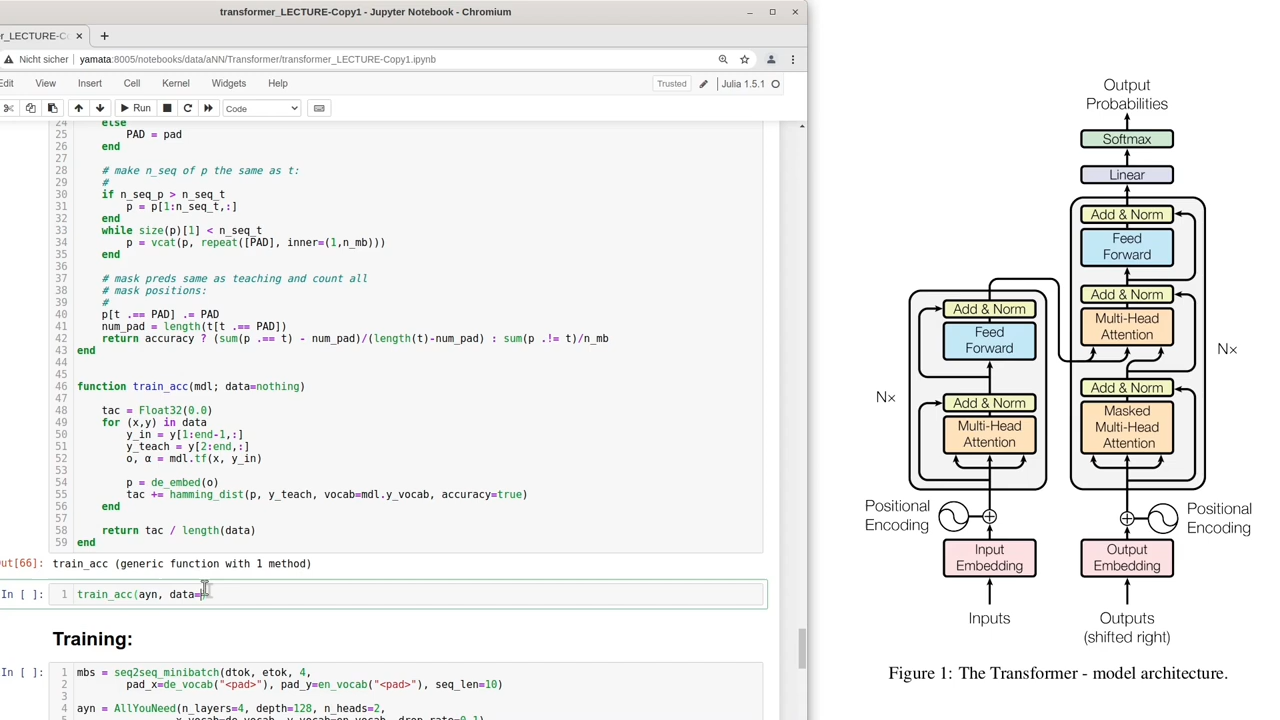 transformer_LECTURE-Copy1 - Jupyter Notebook - Chromium
er_LECTURE-C
Nicht sicher | yamata:8005/notebooks/data/aNN/Transformer/transformer_LECTURE-Copy1.ipynb
Edit View Insert Cell Kernel Widgets Help Trusted Julia 1.5.1
Run Code
24 else
25 PAD = pad
26 end
27
28 # make n_seq of p the same as t:
29 #
30 if n_seq_p > n_seq_t
31 p = p[1:n_seq_t,:]
32 end
33 while size(p)[1] < n_seq_t
34 p = vcat(p, repeat([PAD], inner=(1,n_mb)))
35 end
36
37 # mask preds same as teaching and count all
38 # mask positions:
39 #
40 p[t .== PAD] .= PAD
41 num_pad = length(t[t .== PAD])
42 return accuracy ? (sum(p .== t) - num_pad)/(length(t)-num_pad) : sum(p .!= t)/n_mb
43 end
44
45
46 function train_acc(mdl; data=nothing)
47
48 tac = Float32(0.0)
49 for (x,y) in data
50 y_in = y[1:end-1,:]
51 y_teach = y[2:end,:]
52 o, α = mdl.tf(x, y_in)
53
54 p = de_embed(o)
55 tac += hamming_dist(p, y_teach, vocab=mdl.y_vocab, accuracy=true)
56 end
57
58 return tac / length(data)
59 end
Out[66]: train_acc (generic function with 1 method)
In [ ]: 1 train_acc(ayn, data=
Training:
In [ ]: 1 mbs = seq2seq_minibatch(dtok, etok, 4,
2 pad_x=de_vocab("<pad>"), pad_y=en_vocab("<pad>"), seq_len=10)
3
4 ayn = AllYouNeed(n_layers=4, depth=128, n_heads=2,
Output
Probabilities
Softmax
Linear
Add & Norm
Feed
Forward
Add & Norm
Multi-Head
Attention
Add & Norm
Masked
Multi-Head
Attention
N×
Add & Norm
Feed
Forward
Add & Norm
Multi-Head
Attention
N×
Positional
Encoding
Positional
Encoding
Input
Embedding
Output
Embedding
Inputs
Outputs
(shifted right)
Figure 1: The Transformer - model architecture.